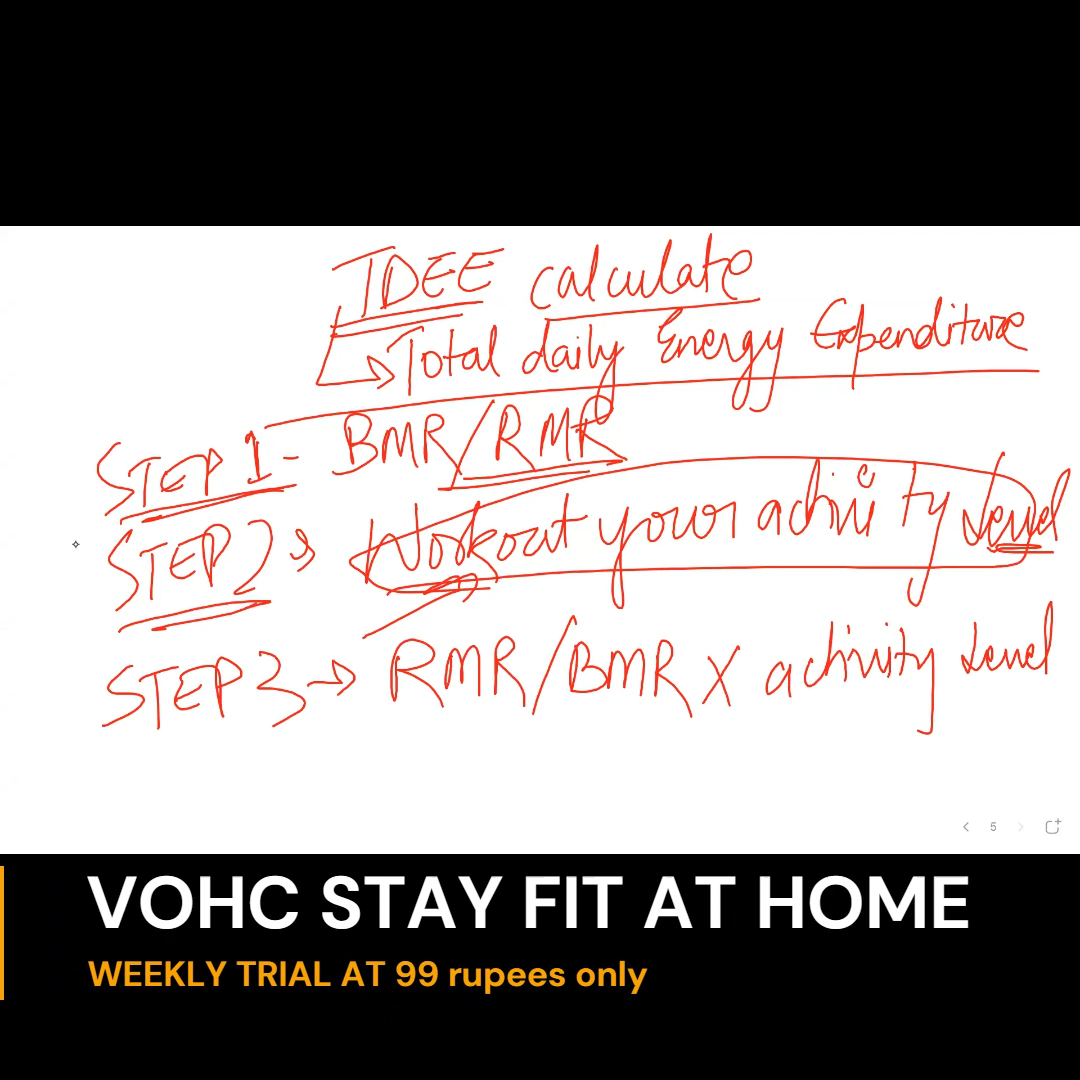 TDEE calculate
Total daily Energy Expenditure
STEP 1 - BMR/RMR
STEP 2 → Workout your activity Level
STEP 3 → RMR/BMR X activity Level
5
VOHC STAY FIT AT HOME
WEEKLY TRIAL AT 99 rupees only